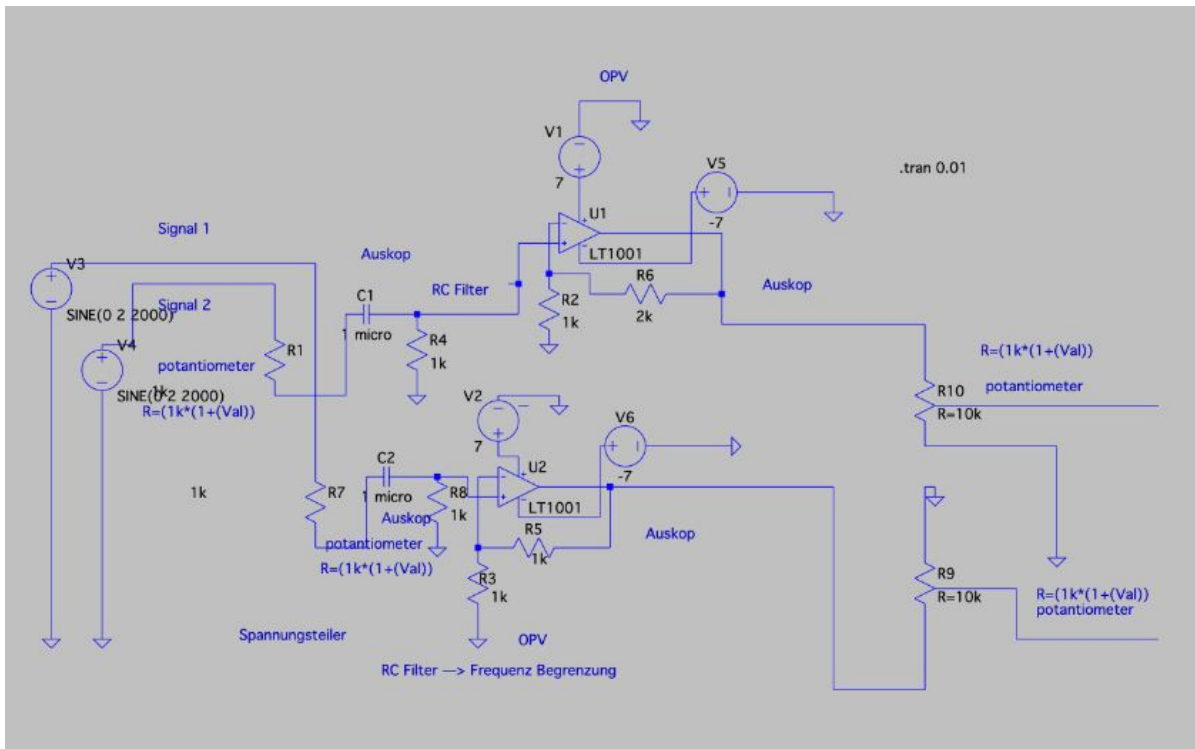 OPV
V1
7
V5
-7
.tran 0.01
U1
LT1001
Signal 1
Auskop
V3
RC Filter
R6
2k
Auskop
SINE(0 2 2000)
Signal 2
C1
1 micro
R2
1k
V4
R1
R4
1k
R=(1k*(1+(Val))
potantiometer
potantiometer
1k
SINE(0 2 2000)
R=(1k*(1+(Val))
R10
R=10k
V2
7
V6
-7
C2
1 micro
U2
LT1001
1k
R7
R8
1k
Auskop
R5
1k
Auskop
potantiometer
R=(1k*(1+(Val))
R3
1k
R9
R=10k
R=(1k*(1+(Val))
potantiometer
Spannungsteiler
OPV
RC Filter —> Frequenz Begrenzung